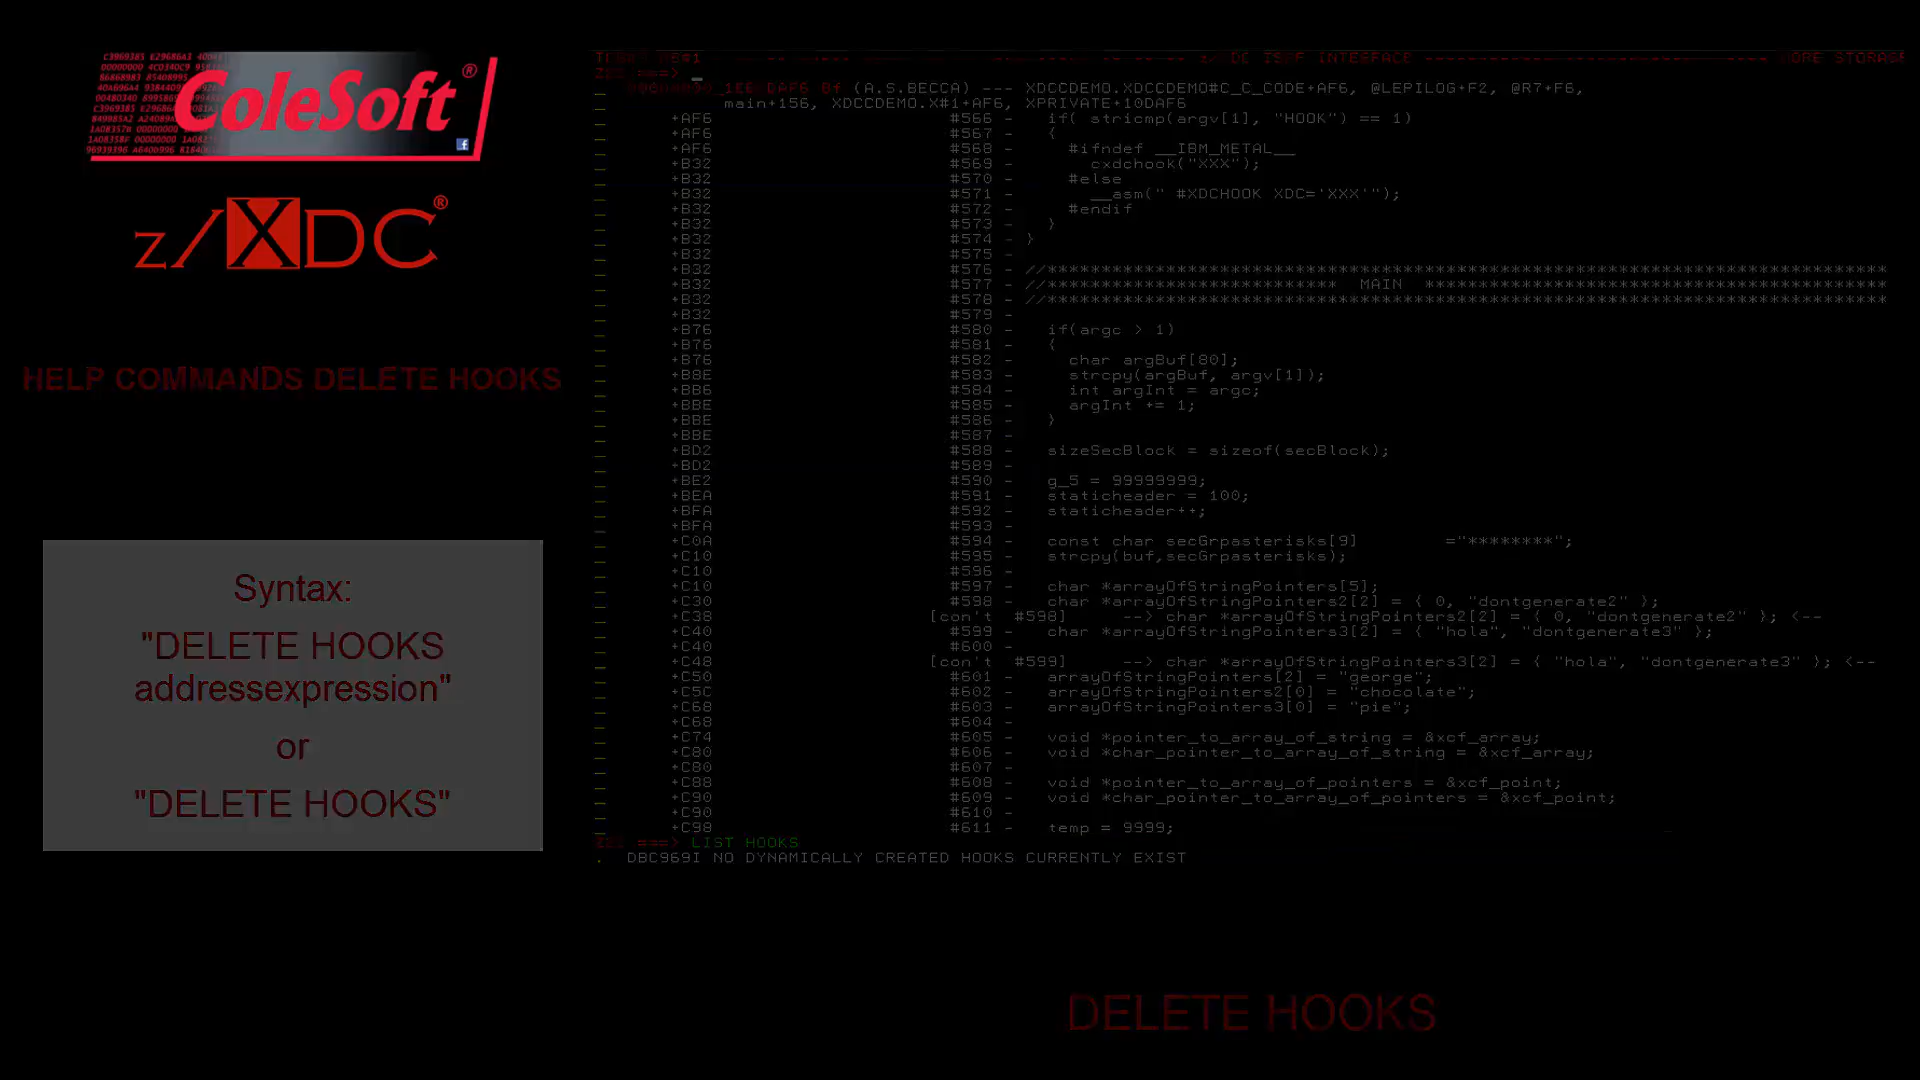 ColeSoft®
z/XDC®
HELP COMMANDS DELETE HOOKS
Syntax:
"DELETE HOOKS
addressexpression"
or
"DELETE HOOKS"
z/XDC ISPF INTERFACE
_1EE_DAF6 8f (A.S.BECCA) --- XDCCDEMO.XDCCDEMO#C_C_CODE+AF6, @LEPILOG+F2, @R7+F6,
main+156, XDCCDEMO.X#1+AF6, XPRIVATE+10DAF6
+AF6 #566 - if( stricmp(argv[1], "HOOK") == 1)
+AF6 #567 - {
+AF6 #568 - #ifndef __IBM_METAL__
+B32 #569 - cxdchook("XXX");
+B32 #570 - #else
+B32 #571 - __asm(" #XDCHOOK XDC='XXX'");
+B32 #572 - #endif
+B32 #573 - }
+B32 #574 - }
+B32 #575 -
+B32 #576 - //******************************************************************************
+B32 #577 - //*************************** MAIN *******************************************
+B32 #578 - //******************************************************************************
+B32 #579 -
+B76 #580 - if(argc > 1)
+B76 #581 - {
+B76 #582 - char argBuf[80];
+B8E #583 - strcpy(argBuf, argv[1]);
+BB6 #584 - int argInt = argc;
+BBE #585 - argInt += 1;
+BBE #586 - }
+BBE #587 -
+BD2 #588 - sizeSecBlock = sizeof(secBlock);
+BD2 #589 -
+BE2 #590 - g_5 = 99999999;
+BEA #591 - staticheader = 100;
+BFA #592 - staticheader++;
+BFA #593 -
+C0A #594 - const char secGrpasterisks[9] ="********";
+C10 #595 - strcpy(buf,secGrpasterisks);
+C10 #596 -
+C10 #597 - char *arrayOfStringPointers[5];
+C30 #598 - char *arrayOfStringPointers2[2] = { 0, "dontgenerate2" };
+C38 [con't #598] --> char *arrayOfStringPointers2[2] = { 0, "dontgenerate2" }; <--
+C40 #599 - char *arrayOfStringPointers3[2] = { "hola", "dontgenerate3" };
+C40 #600 -
+C48 [con't #599] --> char *arrayOfStringPointers3[2] = { "hola", "dontgenerate3" }; <--
+C50 #601 - arrayOfStringPointers[2] = "george";
+C5C #602 - arrayOfStringPointers2[0] = "chocolate";
+C68 #603 - arrayOfStringPointers3[0] = "pie";
+C68 #604 -
+C74 #605 - void *pointer_to_array_of_string = &xcf_array;
+C80 #606 - void *char_pointer_to_array_of_string = &xcf_array;
+C80 #607 -
+C88 #608 - void *pointer_to_array_of_pointers = &xcf_point;
+C90 #609 - void *char_pointer_to_array_of_pointers = &xcf_point;
+C90 #610 -
+C98 #611 - temp = 9999;
===> LIST HOOKS
. DBC969I NO DYNAMICALLY CREATED HOOKS CURRENTLY EXIST
DELETE HOOKS